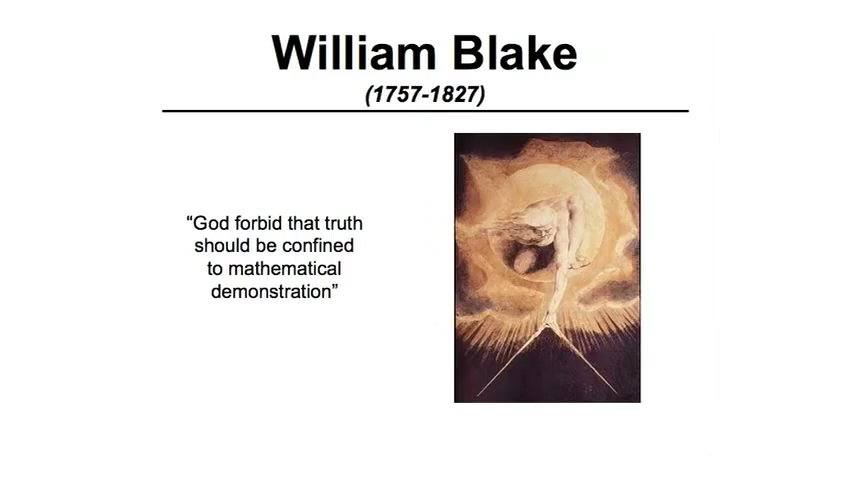 William Blake
(1757-1827)
“God forbid that truth
should be confined
to mathematical
demonstration”